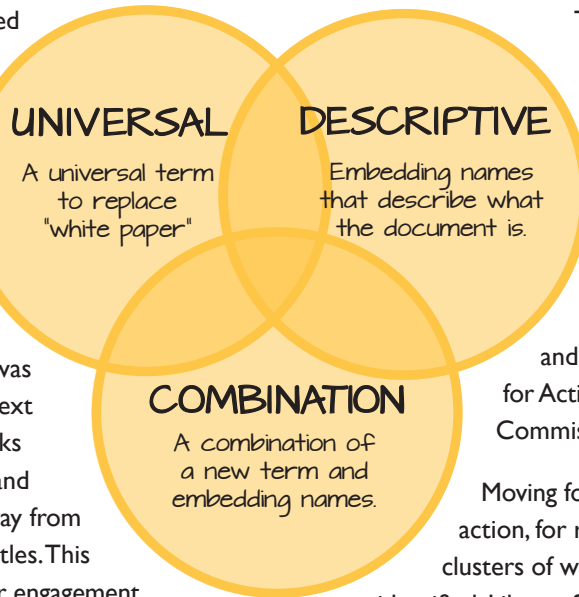 ed
was
ext
ks
and
ay from
tles. This
r engagement
UNIVERSAL
A universal term
to replace
"white paper"
DESCRIPTIVE
Embedding names
that describe what
the document is.
COMBINATION
A combination of
a new term and
embedding names.
T
and
for Acti
Commis
Moving fo
action, for r
clusters of w